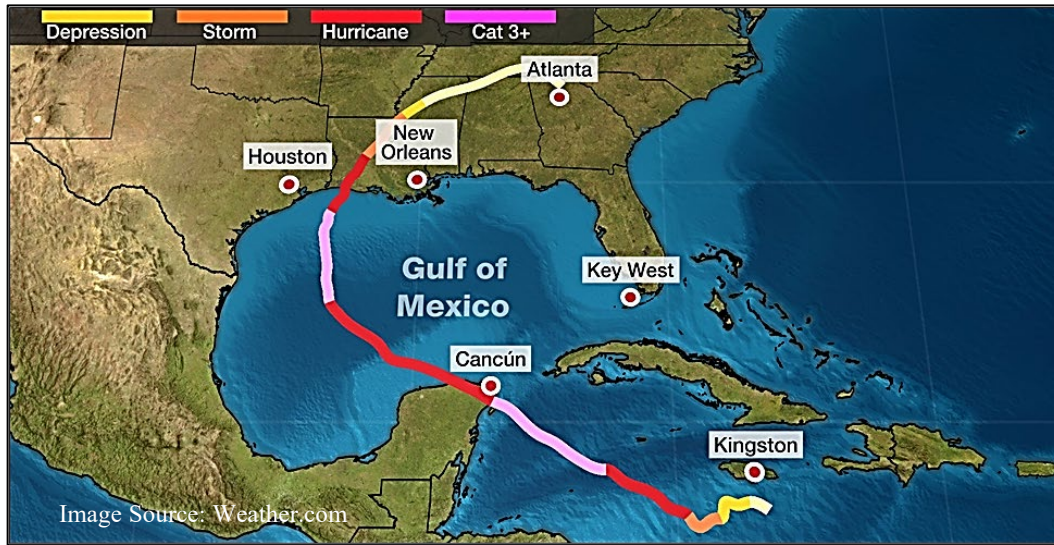 Depression Storm Hurricane Cat 3+
Atlanta
New
Orleans
Houston
Gulf of
Mexico
Key West
Cancún
Kingston
Image Source: Weather.com